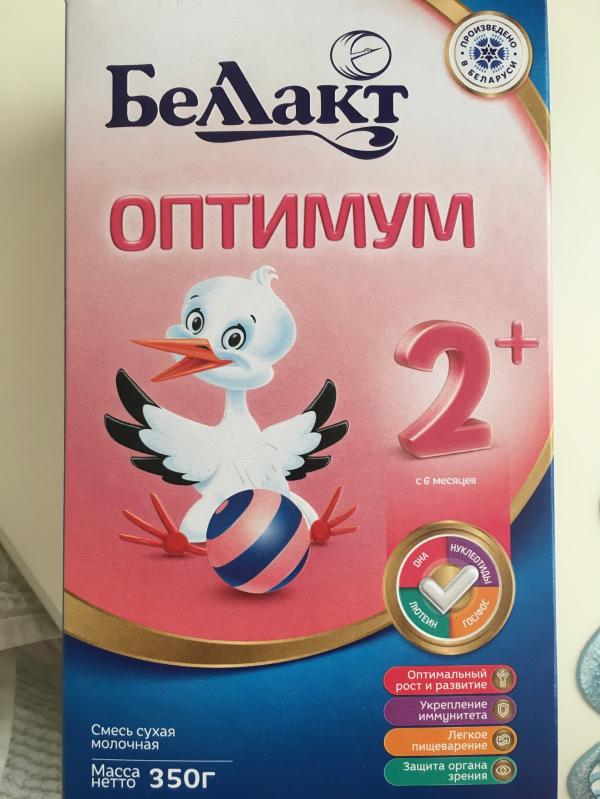 ПРОИЗВЕДЕНО
В БЕЛАРУСИ
Беллакт
ОПТИМУМ
2+
с 6 месяцев
DHA
НУКЛЕОТИДЫ
ЛЮТЕИН
ГОС/ФОС
Оптимальный
рост и развитие
Укрепление
иммунитета
Легкое
пищеварение
Защита органа
зрения
Смесь сухая
молочная
Масса
нетто 350г